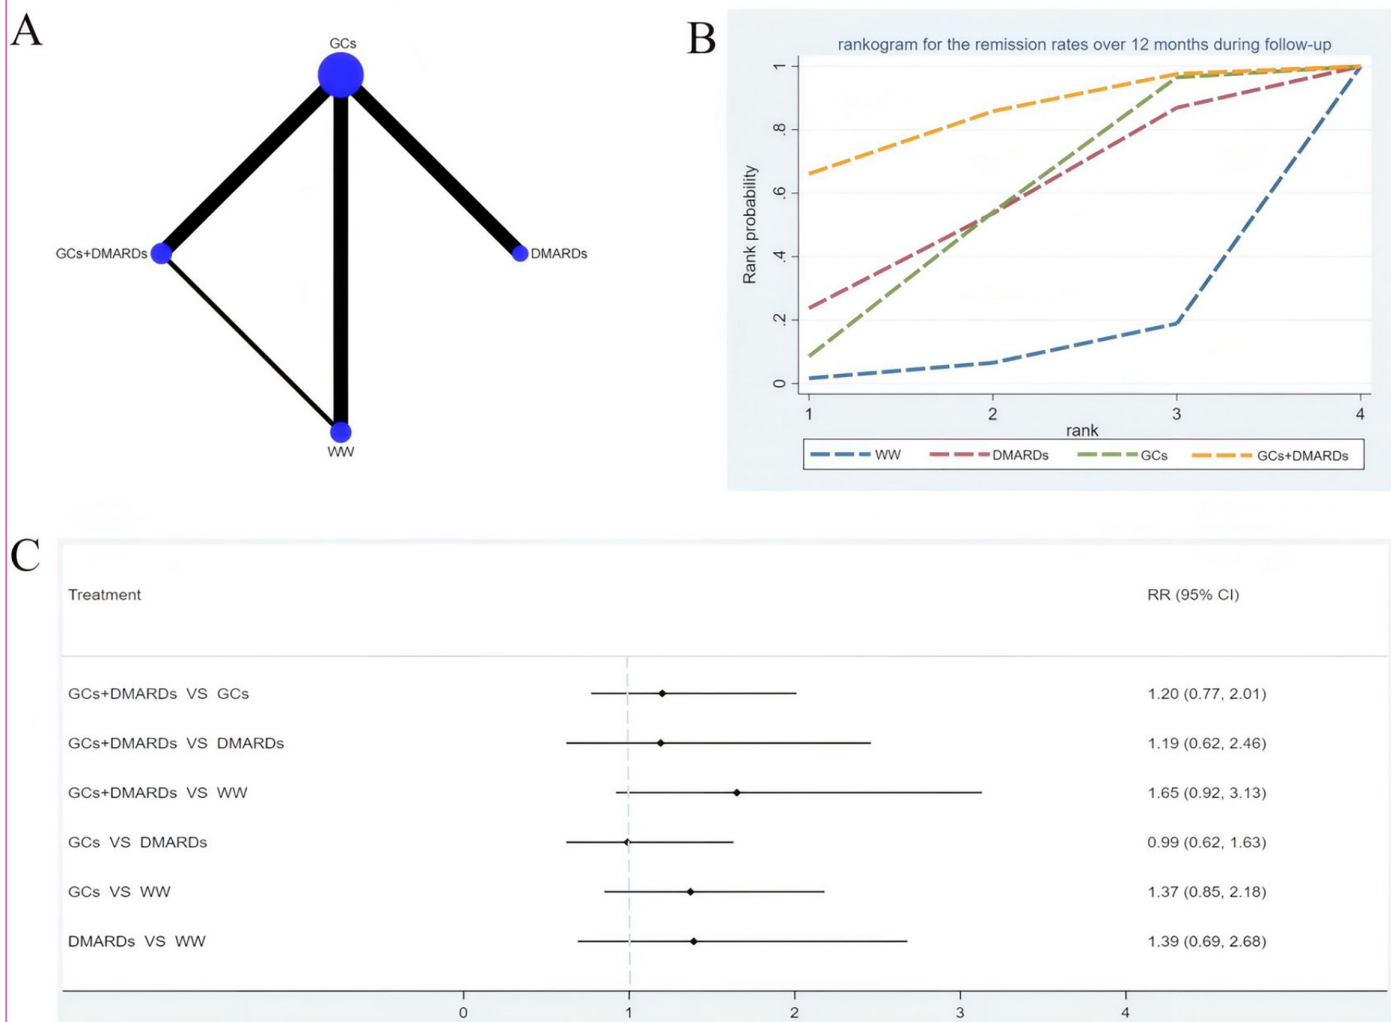 A
GCs
GCs+DMARDs
DMARDs
WW
B
rankogram for the remission rates over 12 months during follow-up
Rank probability
1
.8
.6
.4
.2
0
1 2 3 4
rank
WW DMARDs GCs GCs+DMARDs
C
Treatment RR (95% CI)
GCs+DMARDs VS GCs 1.20 (0.77, 2.01)
GCs+DMARDs VS DMARDs 1.19 (0.62, 2.46)
GCs+DMARDs VS WW 1.65 (0.92, 3.13)
GCs VS DMARDs 0.99 (0.62, 1.63)
GCs VS WW 1.37 (0.85, 2.18)
DMARDs VS WW 1.39 (0.69, 2.68)
0 1 2 3 4